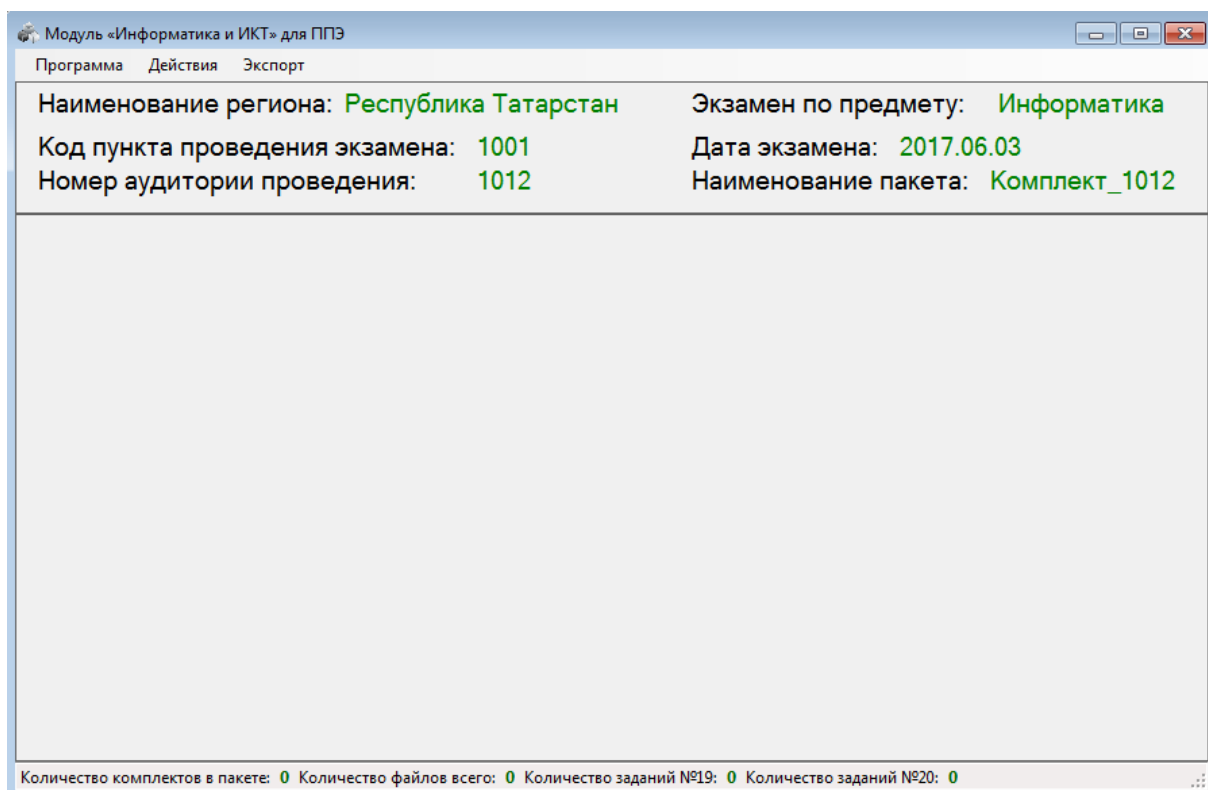 Модуль «Информатика и ИКТ» для ППЭ
Программа Действия Экспорт
Наименование региона: Республика Татарстан Экзамен по предмету: Информатика
Код пункта проведения экзамена: 1001 Дата экзамена: 2017.06.03
Номер аудитории проведения: 1012 Наименование пакета: Комплект_1012
Количество комплектов в пакете: 0 Количество файлов всего: 0 Количество заданий №19: 0 Количество заданий №20: 0